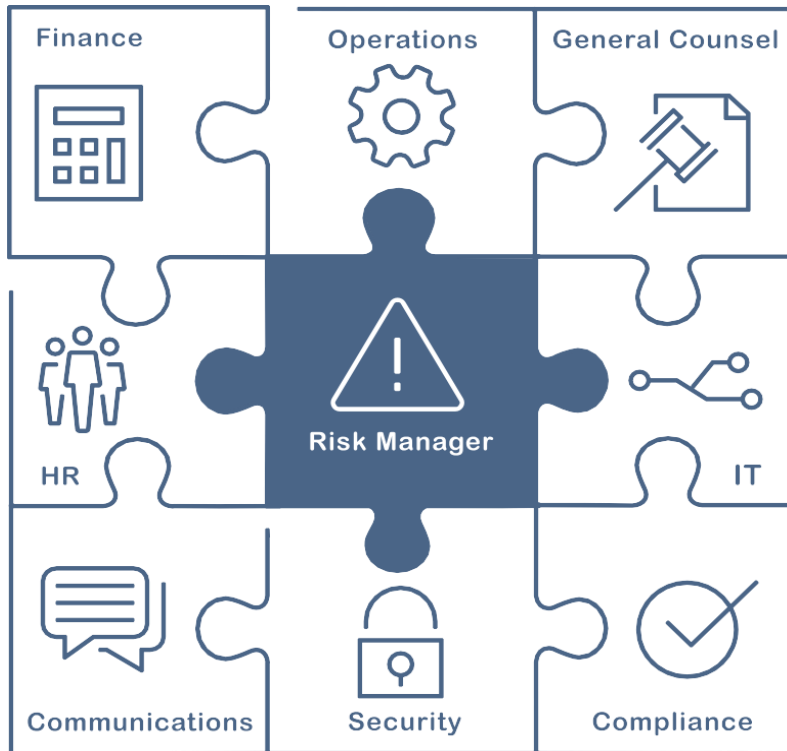 Finance
Operations
General Counsel
Risk Manager
HR
IT
Communications
Security
Compliance